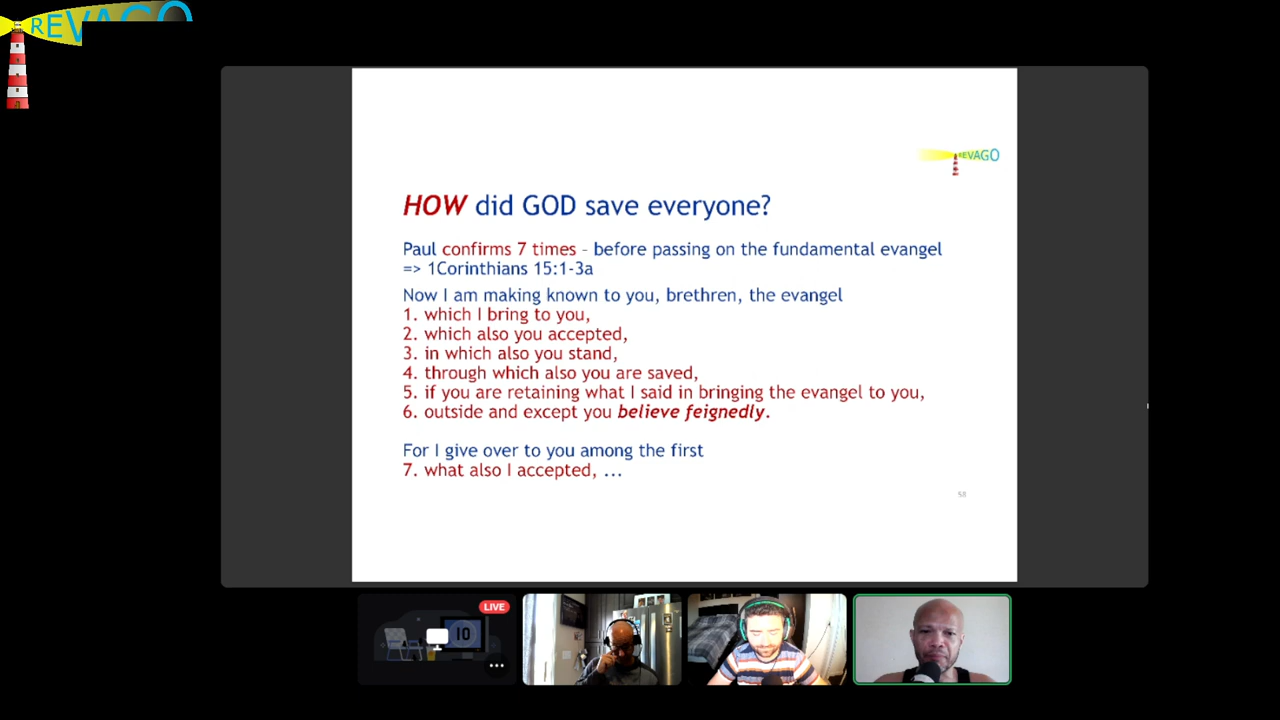 REVAGO
REVAGO
HOW did GOD save everyone?
Paul confirms 7 times – before passing on the fundamental evangel
=> 1Corinthians 15:1-3a
Now I am making known to you, brethren, the evangel
1. which I bring to you,
2. which also you accepted,
3. in which also you stand,
4. through which also you are saved,
5. if you are retaining what I said in bringing the evangel to you,
6. outside and except you believe feignedly.
For I give over to you among the first
7. what also I accepted, ...
58
LIVE
10